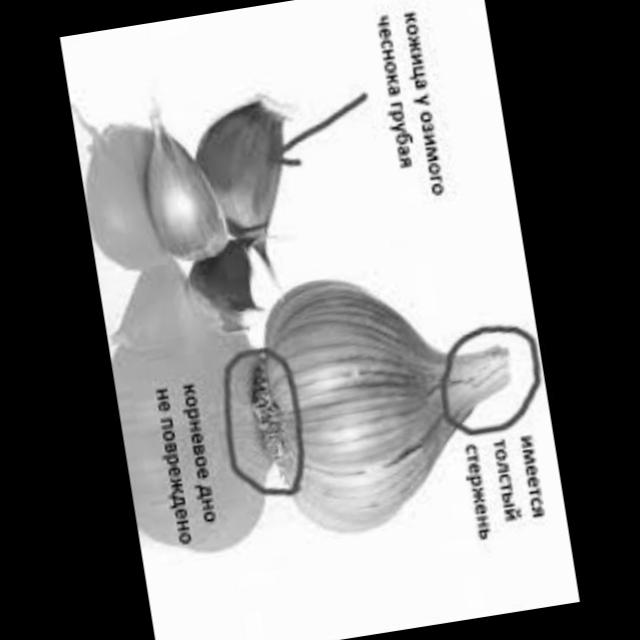 кожица у озимого
чеснока грубая
имеется
толстый
стержень
корневое дно
не повреждено